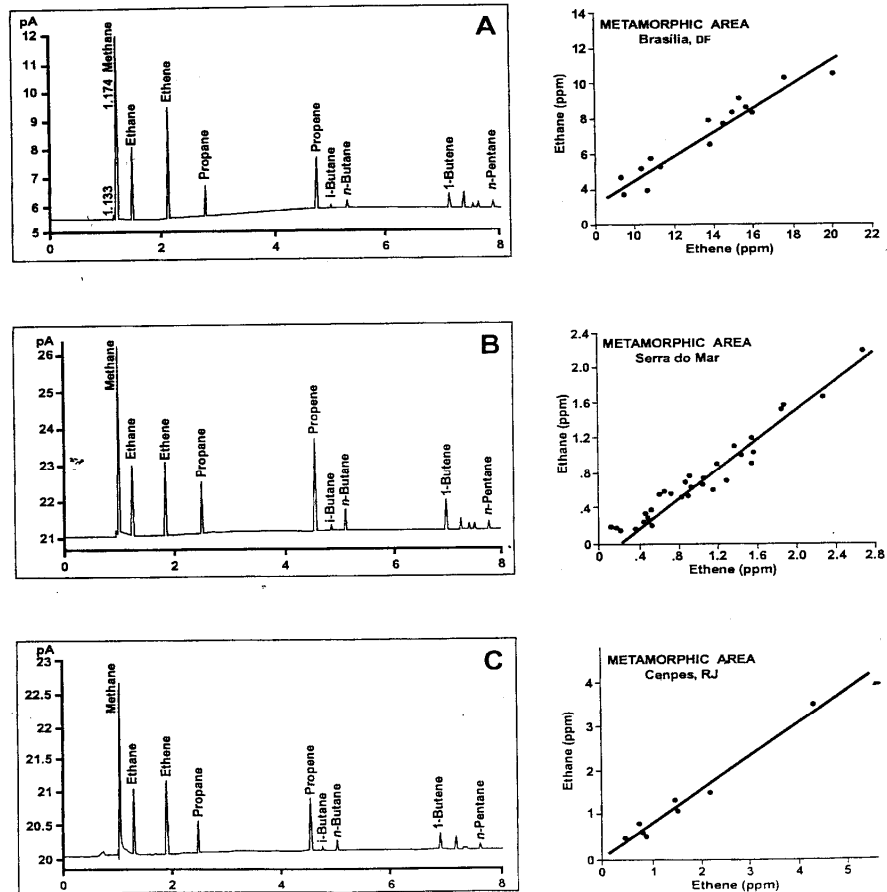 pA
A
12
11
10
9
8
7
6
5
0
2
4
6
8
1.133
1.174 Methane
Ethane
Ethene
Propane
Propene
i-Butane
n-Butane
1-Butene
n-Pentane
METAMORPHIC AREA
Brasília, DF
Ethane (ppm)
14
12
10
8
6
4
2
0
0
10
12
14
16
18
20
22
Ethene (ppm)
pA
B
26
25
24
23
22
21
0
2
4
6
8
Methane
Ethane
Ethene
Propane
Propene
i-Butane
n-Butane
1-Butene
n-Pentane
METAMORPHIC AREA
Serra do Mar
Ethane (ppm)
2.4
2.0
1.6
1.2
.8
.4
0
0
.4
.8
1.2
1.6
2.0
2.4
2.8
Ethene (ppm)
pA
C
23
22.5
22
21.5
21
20.5
20
0
2
4
6
8
Methane
Ethane
Ethene
Propane
Propene
i-Butane
n-Butane
1-Butene
n-Pentane
METAMORPHIC AREA
Cenpes, RJ
Ethane (ppm)
4
3
2
1
0
0
1
2
3
4
5
Ethene (ppm)